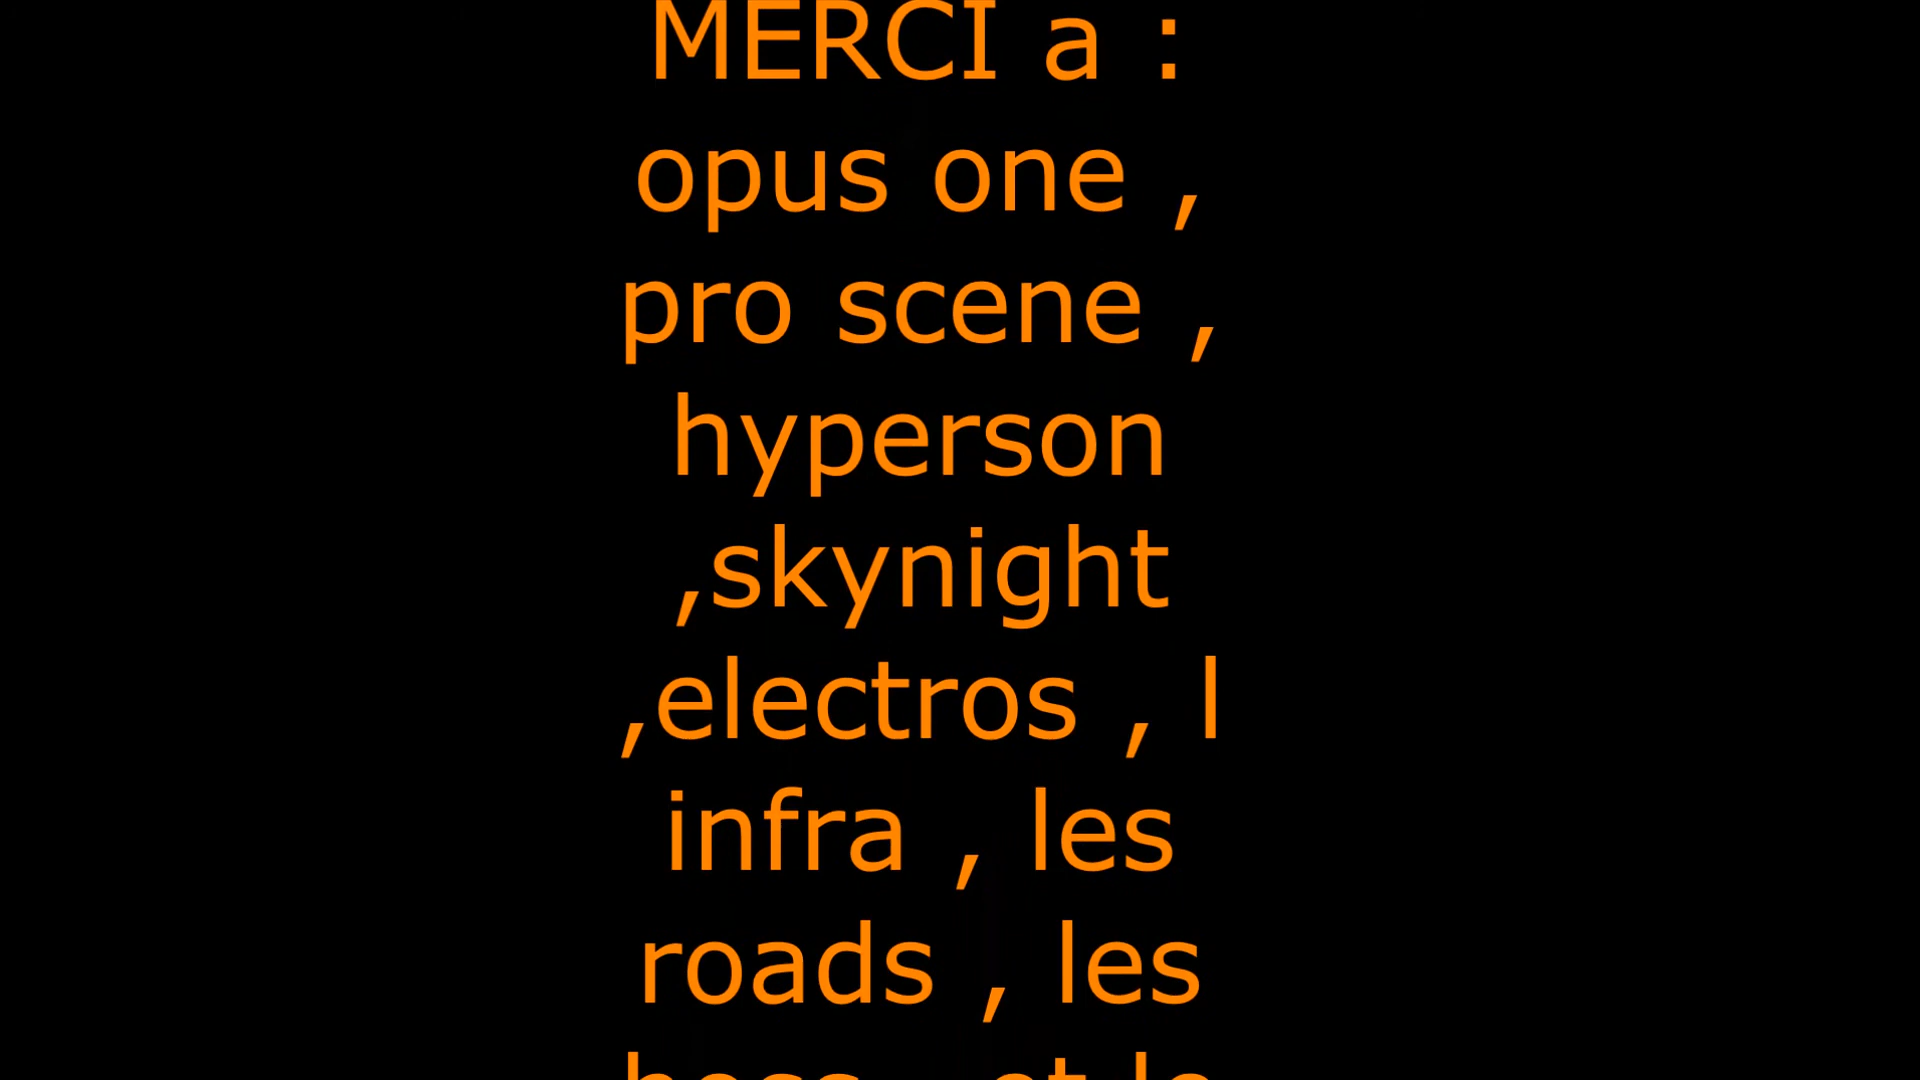 MERCI a :
opus one ,
pro scene ,
hyperson
,skynight
,electros , l
infra , les
roads , les